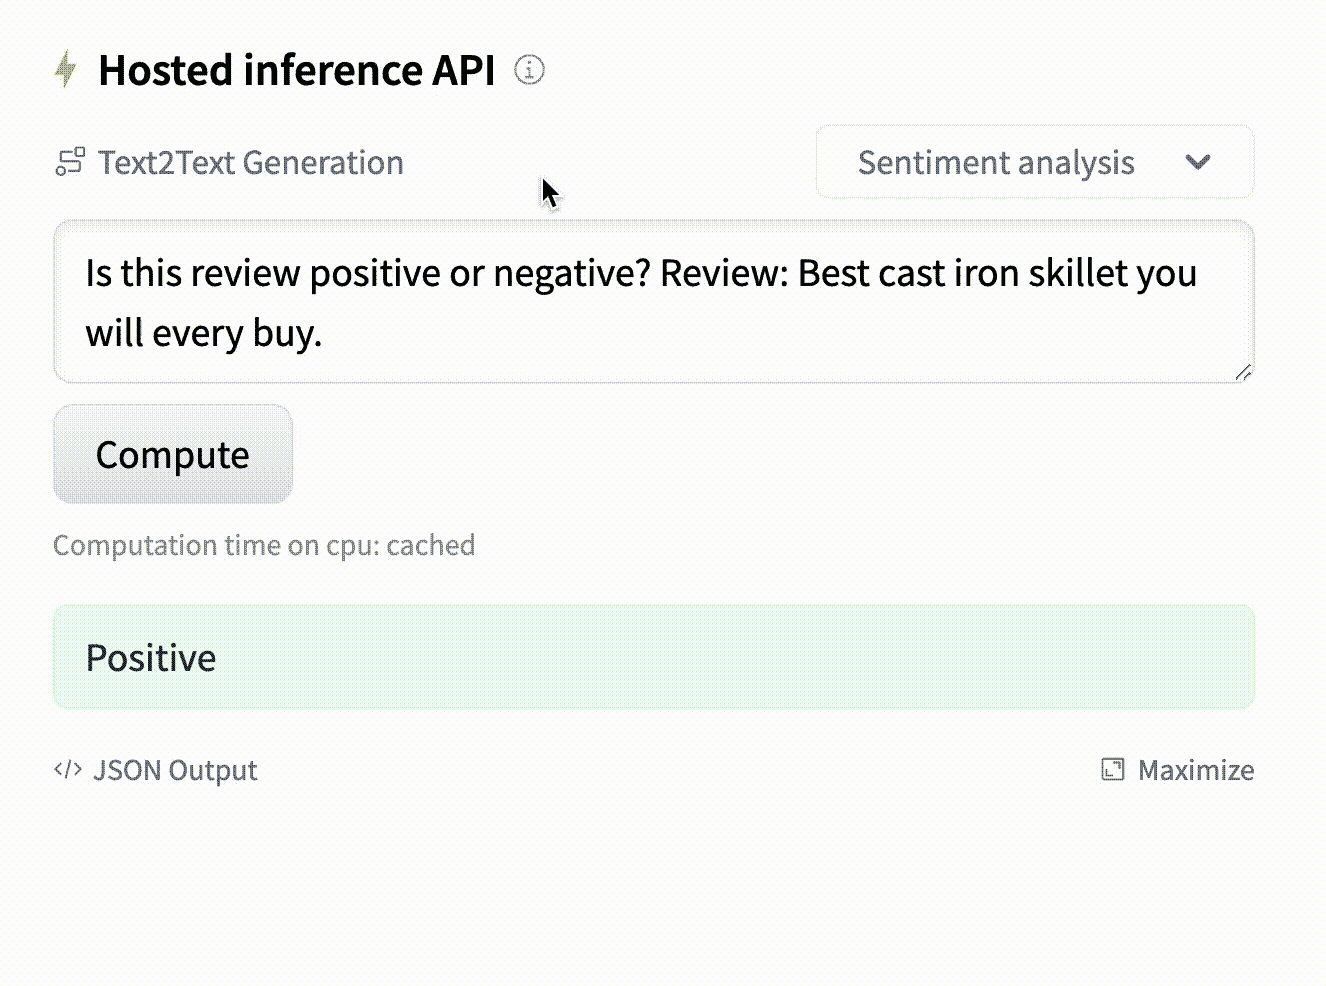 Hosted inference API
Text2Text Generation
Sentiment analysis
Is this review positive or negative? Review: Best cast iron skillet you
will every buy.
Compute
Computation time on cpu: cached
Positive
</> JSON Output
Maximize